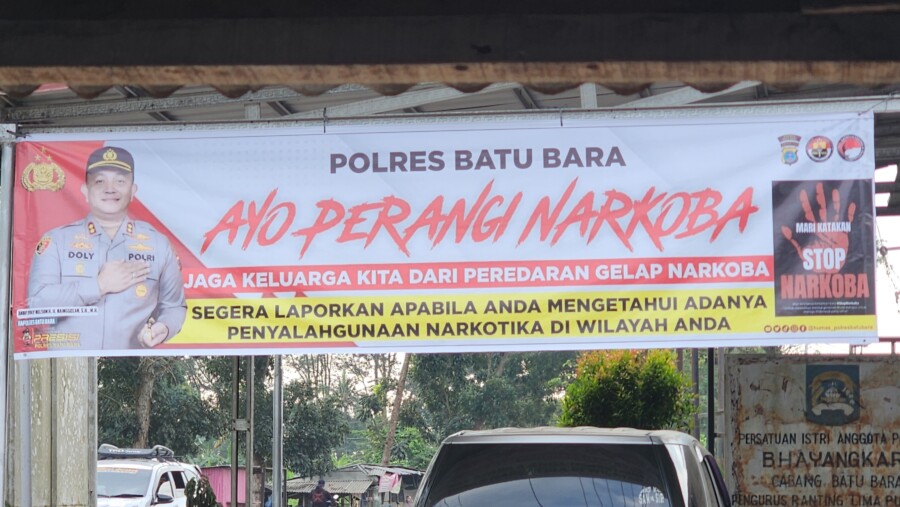 POLRES BATU BARA
AYO PERANGI NARKOBA
JAGA KELUARGA KITA DARI PEREDARAN GELAP NARKOBA
SEGERA LAPORKAN APABILA ANDA MENGETAHUI ADANYA
PENYALAHGUNAAN NARKOTIKA DI WILAYAH ANDA
DOLY POLRI
MARI KATAKAN
STOP
NARKOBA
PERSATUAN ISTRI ANGGOTA
BHAYANGKAR
CABANG BATU BARA
PENGURUS RANTING LIMA